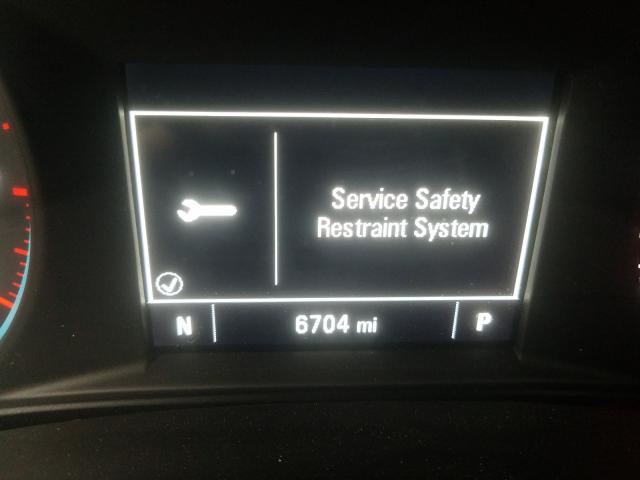 Service Safety
Restraint System
N 6704 mi P